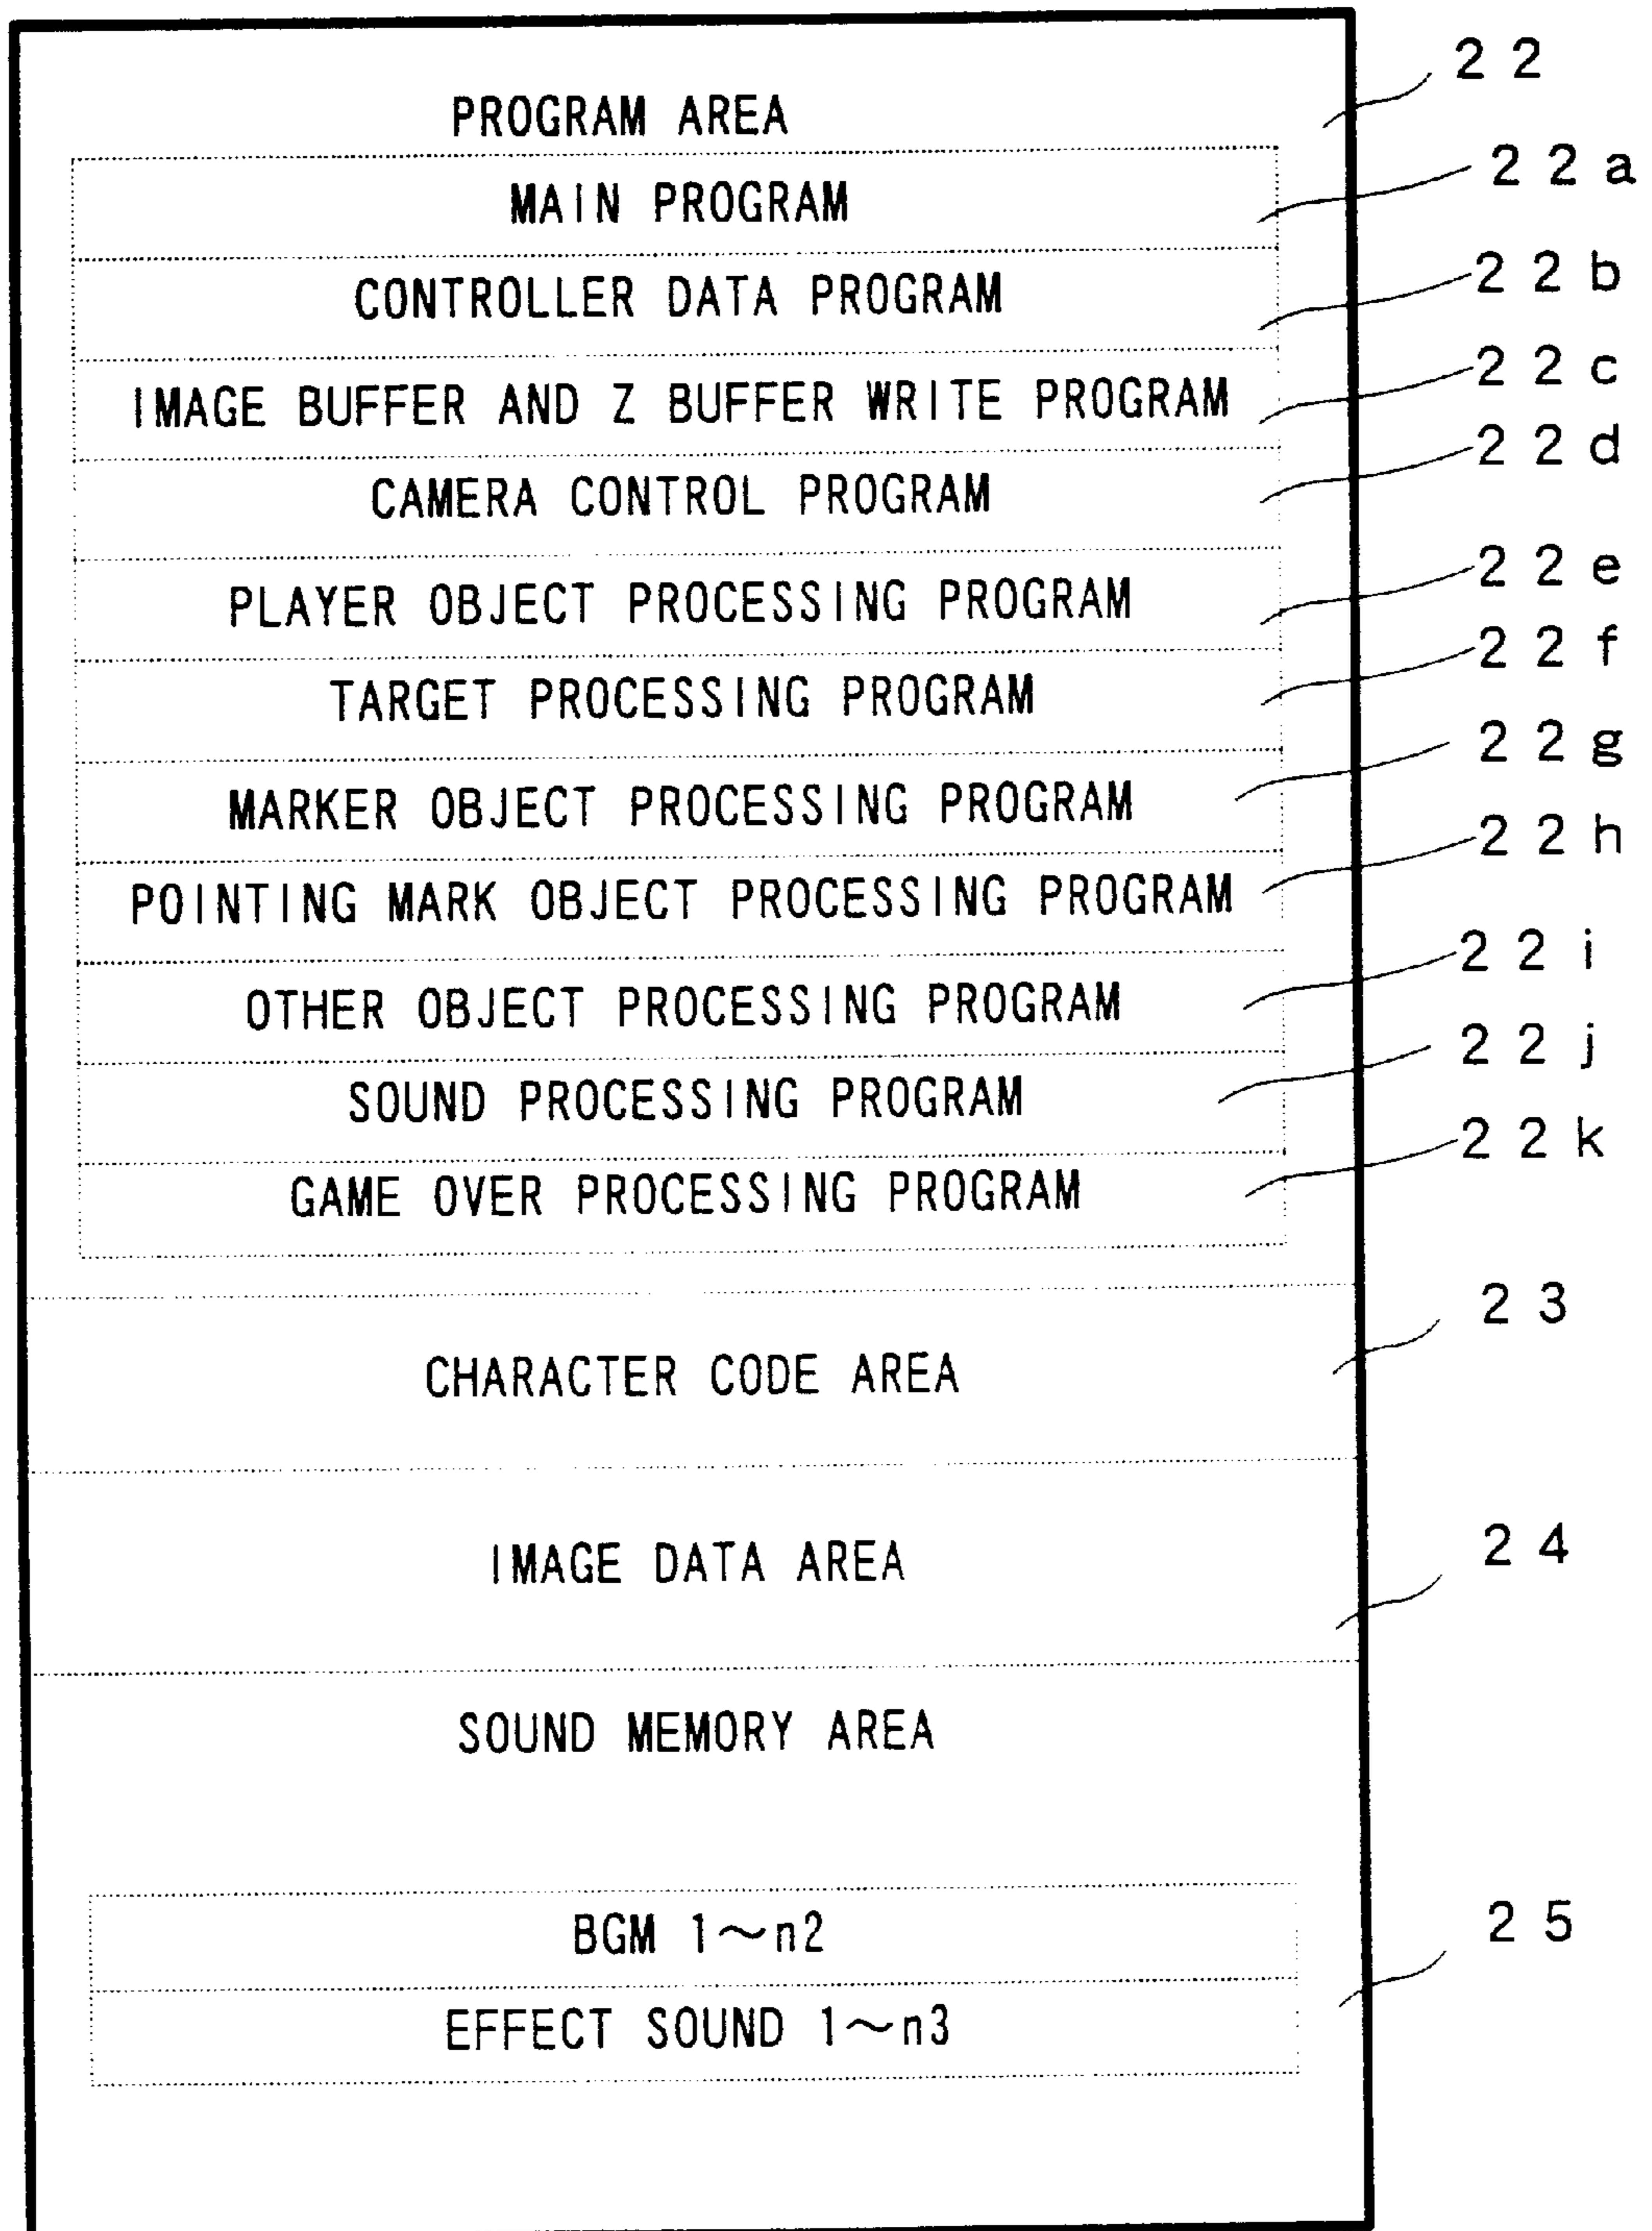 22
PROGRAM AREA
MAIN PROGRAM 22a
CONTROLLER DATA PROGRAM 22b
IMAGE BUFFER AND Z BUFFER WRITE PROGRAM 22c
CAMERA CONTROL PROGRAM 22d
PLAYER OBJECT PROCESSING PROGRAM 22e
TARGET PROCESSING PROGRAM 22f
MARKER OBJECT PROCESSING PROGRAM 22g
POINTING MARK OBJECT PROCESSING PROGRAM 22h
OTHER OBJECT PROCESSING PROGRAM 22i
SOUND PROCESSING PROGRAM 22j
GAME OVER PROCESSING PROGRAM 22k
CHARACTER CODE AREA 23
IMAGE DATA AREA 24
SOUND MEMORY AREA
BGM 1~n2 25
EFFECT SOUND 1~n3